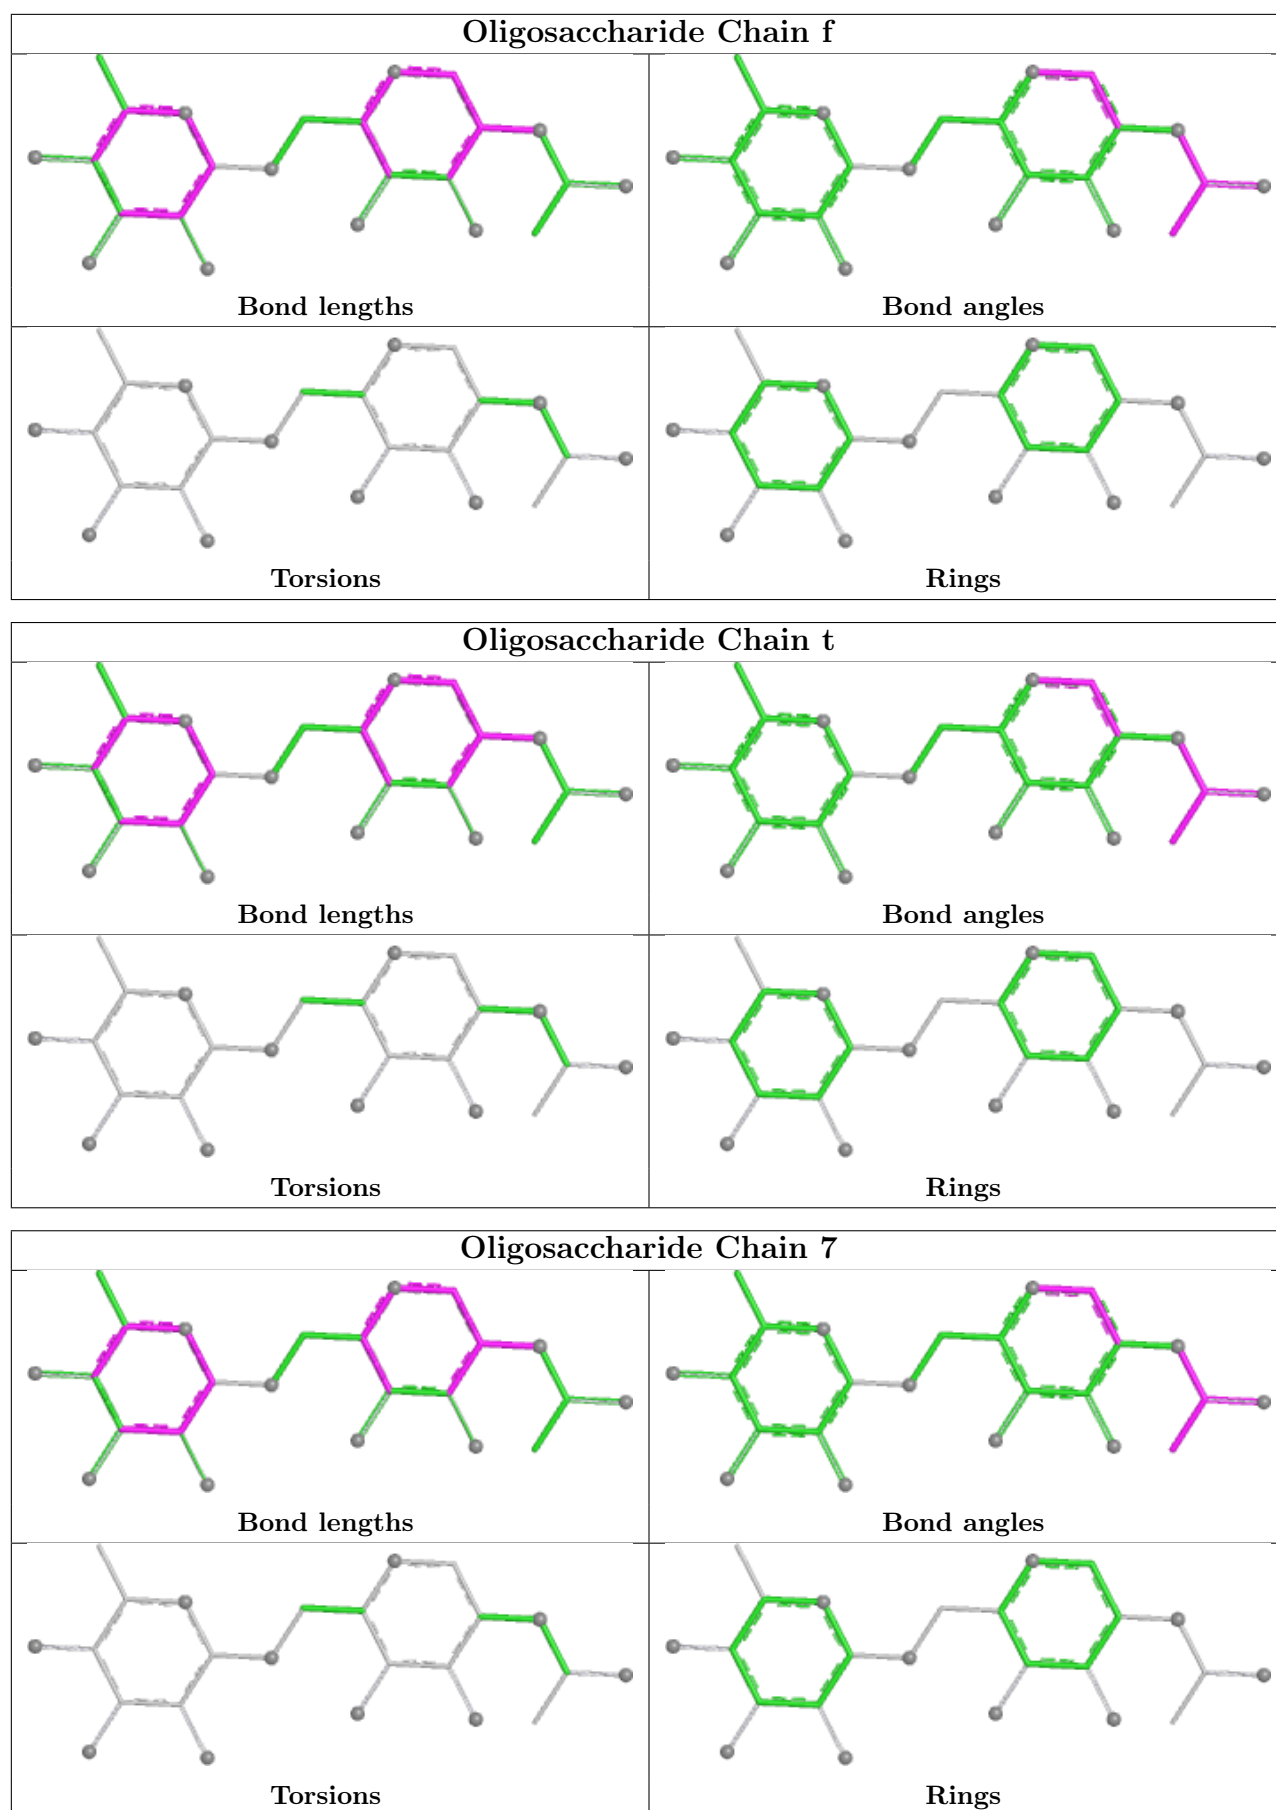 Oligosaccharide Chain f
Bond lengths
Bond angles
Torsions
Rings
Oligosaccharide Chain t
Bond lengths
Bond angles
Torsions
Rings
Oligosaccharide Chain 7
Bond lengths
Bond angles
Torsions
Rings